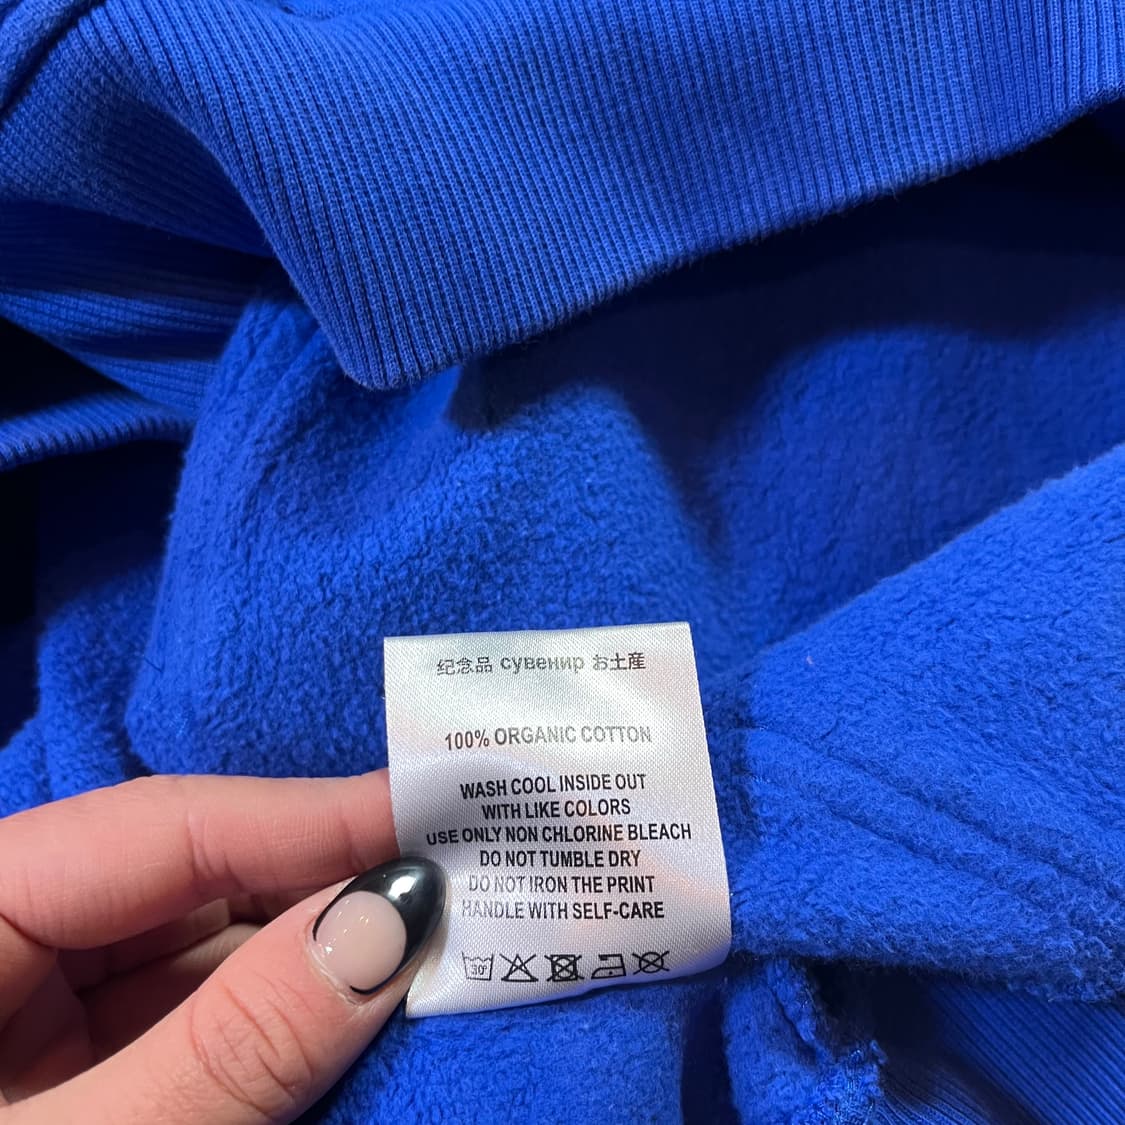 纪念品 сувенир お土産
100% ORGANIC COTTON
WASH COOL INSIDE OUT
WITH LIKE COLORS
USE ONLY NON CHLORINE BLEACH
DO NOT TUMBLE DRY
DO NOT IRON THE PRINT
HANDLE WITH SELF-CARE
30°